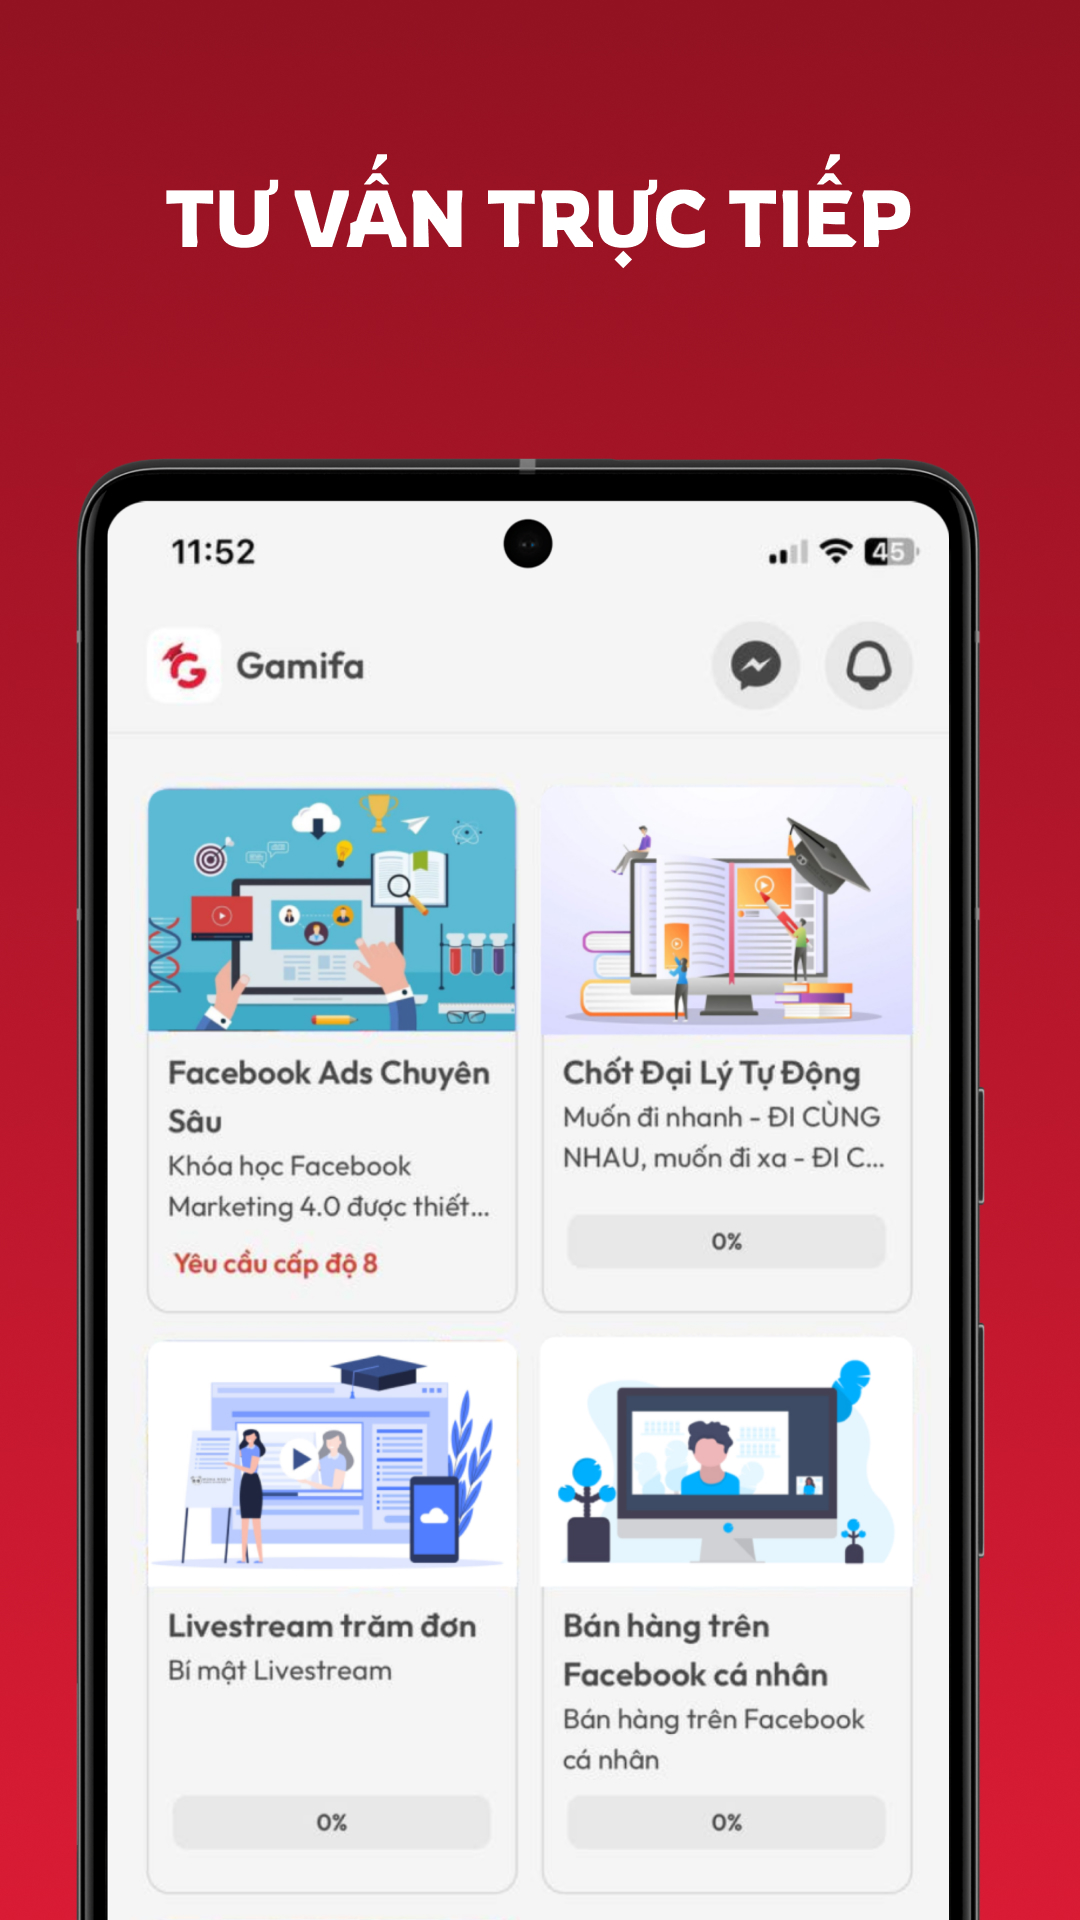 TƯ VẤN TRỰC TIẾP
11:52
45
Gamifa
Facebook Ads Chuyên
Sâu
Khóa học Facebook
Marketing 4.0 được thiết...
Yêu cầu cấp độ 8
Chốt Đại Lý Tự Động
Muốn đi nhanh - ĐI CÙNG
NHAU, muốn đi xa - ĐI C...
0%
Livestream trăm đơn
Bí mật Livestream
0%
Bán hàng trên
Facebook cá nhân
Bán hàng trên Facebook
cá nhân
0%